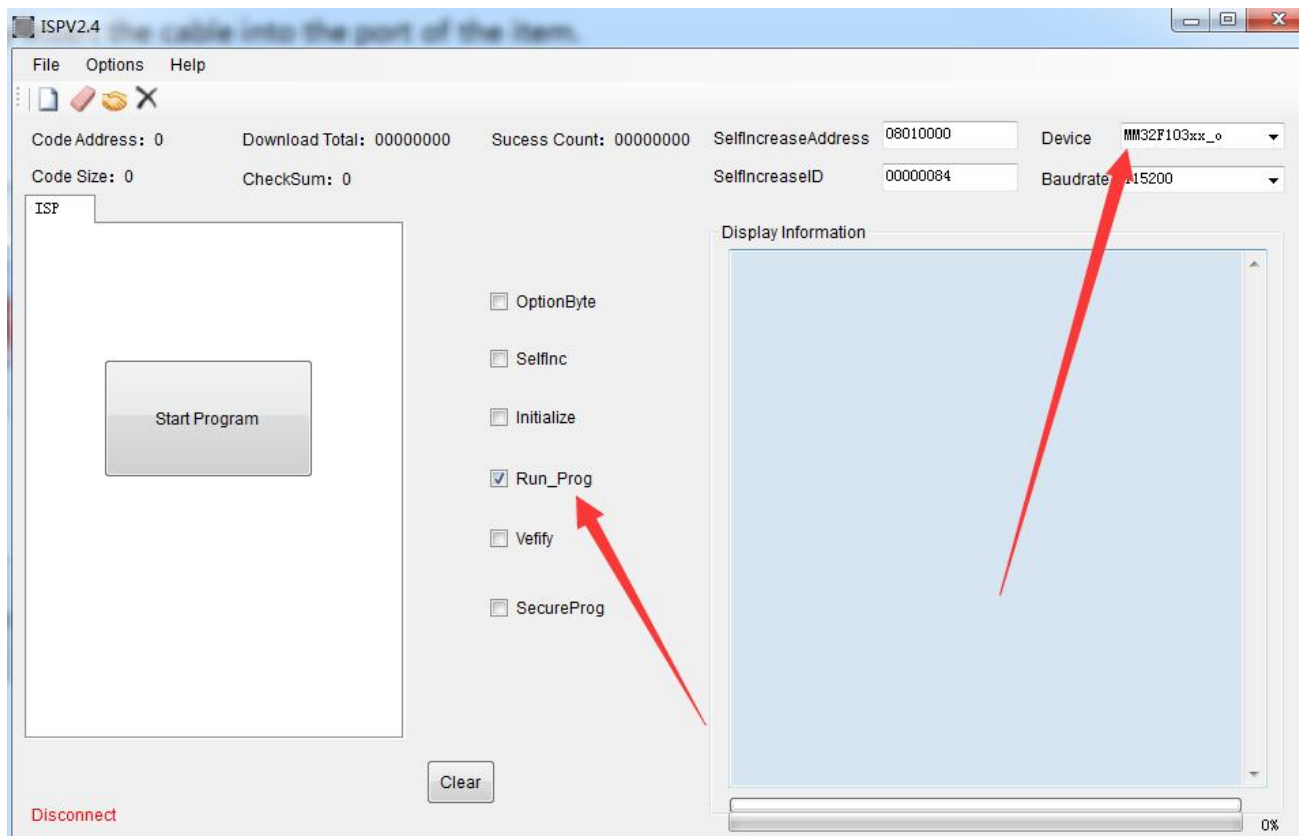 ISPV2.4
the cable into the port of the item.
File Options Help
Code Address: 0 Download Total: 00000000 Sucess Count: 00000000 SelfIncreaseAddress 08010000 Device MM32F103xx_o
Code Size: 0 CheckSum: 0 SelfIncreaseID 00000084 Baudrate 115200
ISP
Display Information
OptionByte
SelfInc
Initialize
Start Program
Run_Prog
Vefify
SecureProg
Clear
Disconnect
0%